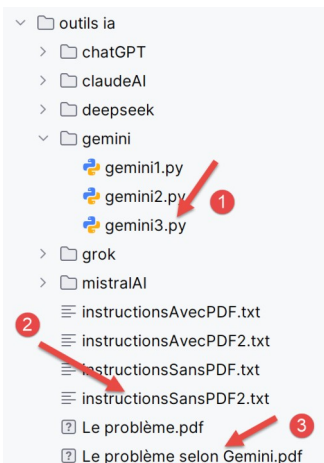 outils ia
chatGPT
claudeAI
deepseek
gemini
gemini1.py
gemini2.py
1
gemini3.py
grok
mistralAI
instructionsAvecPDF.txt
2
instructionsAvecPDF2.txt
instructionsSansPDF.txt
instructionsSansPDF2.txt
Le problème.pdf
3
Le problème selon Gemini.pdf